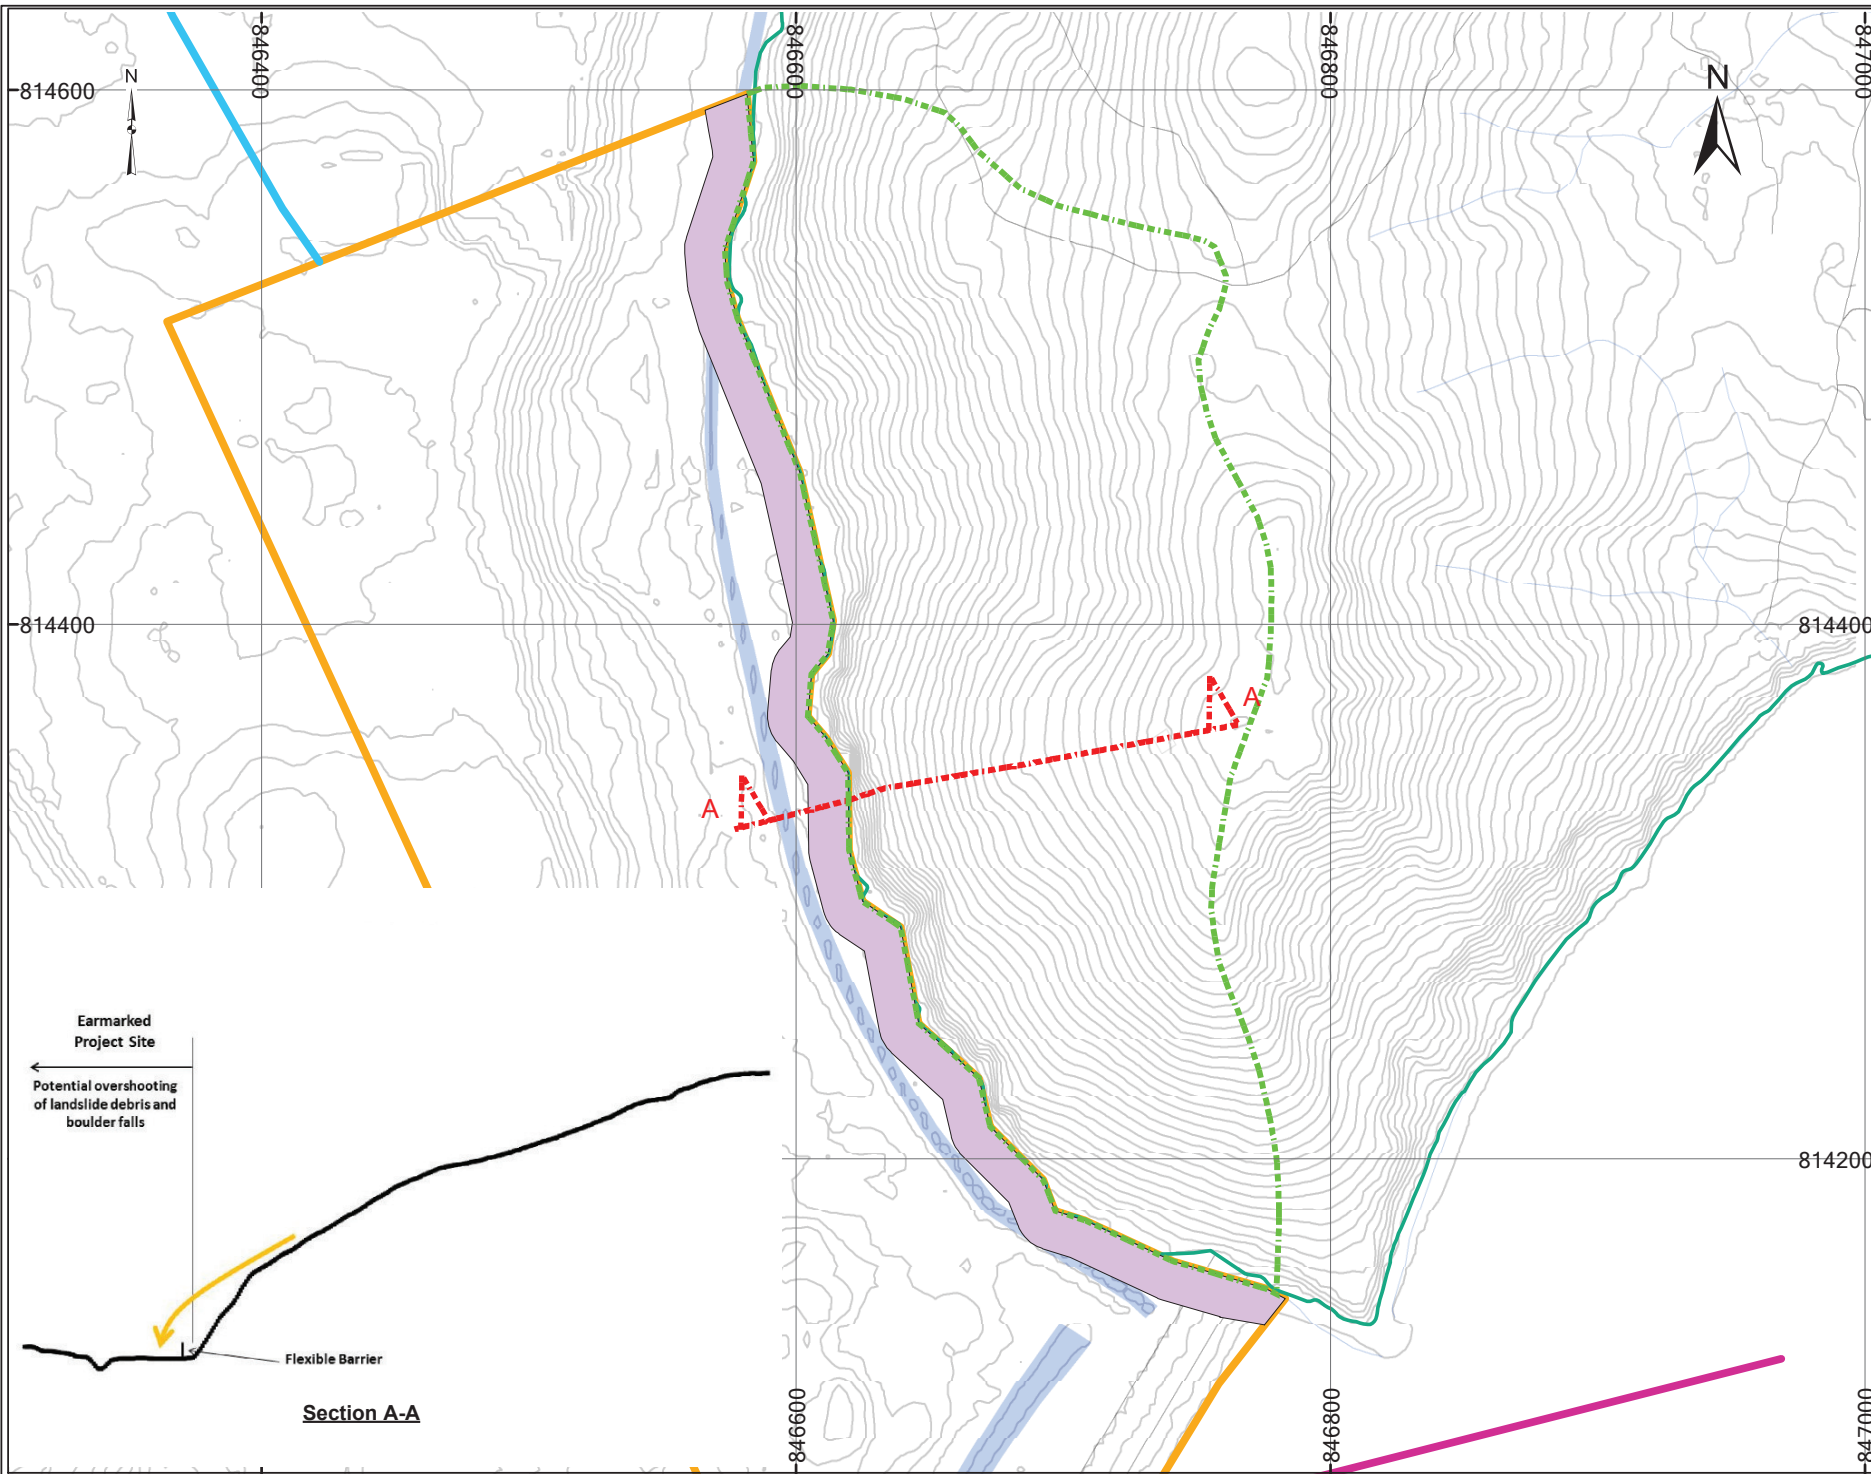 846400
846600
846800
847000
814600
N
N
814400
814400
A
A
814200
Earmarked
Project Site
Potential overshooting
of landslide debris and
boulder falls
Flexible Barrier
Section A-A
846600
846800
847000